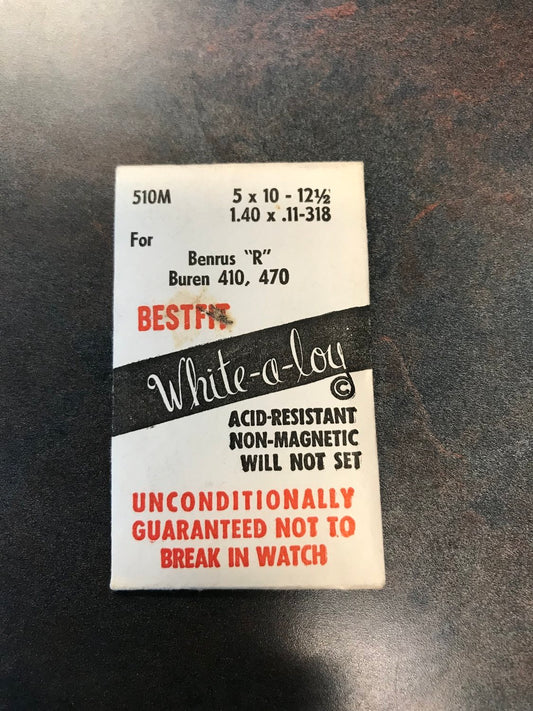 510M
5 x 10 - 12½
1.40 x .11-318
For
Benrus "R"
Buren 410, 470
BESTFIT
White-a-loy
©
ACID-RESISTANT
NON-MAGNETIC
WILL NOT SET
UNCONDITIONALLY
GUARANTEED NOT TO
BREAK IN WATCH